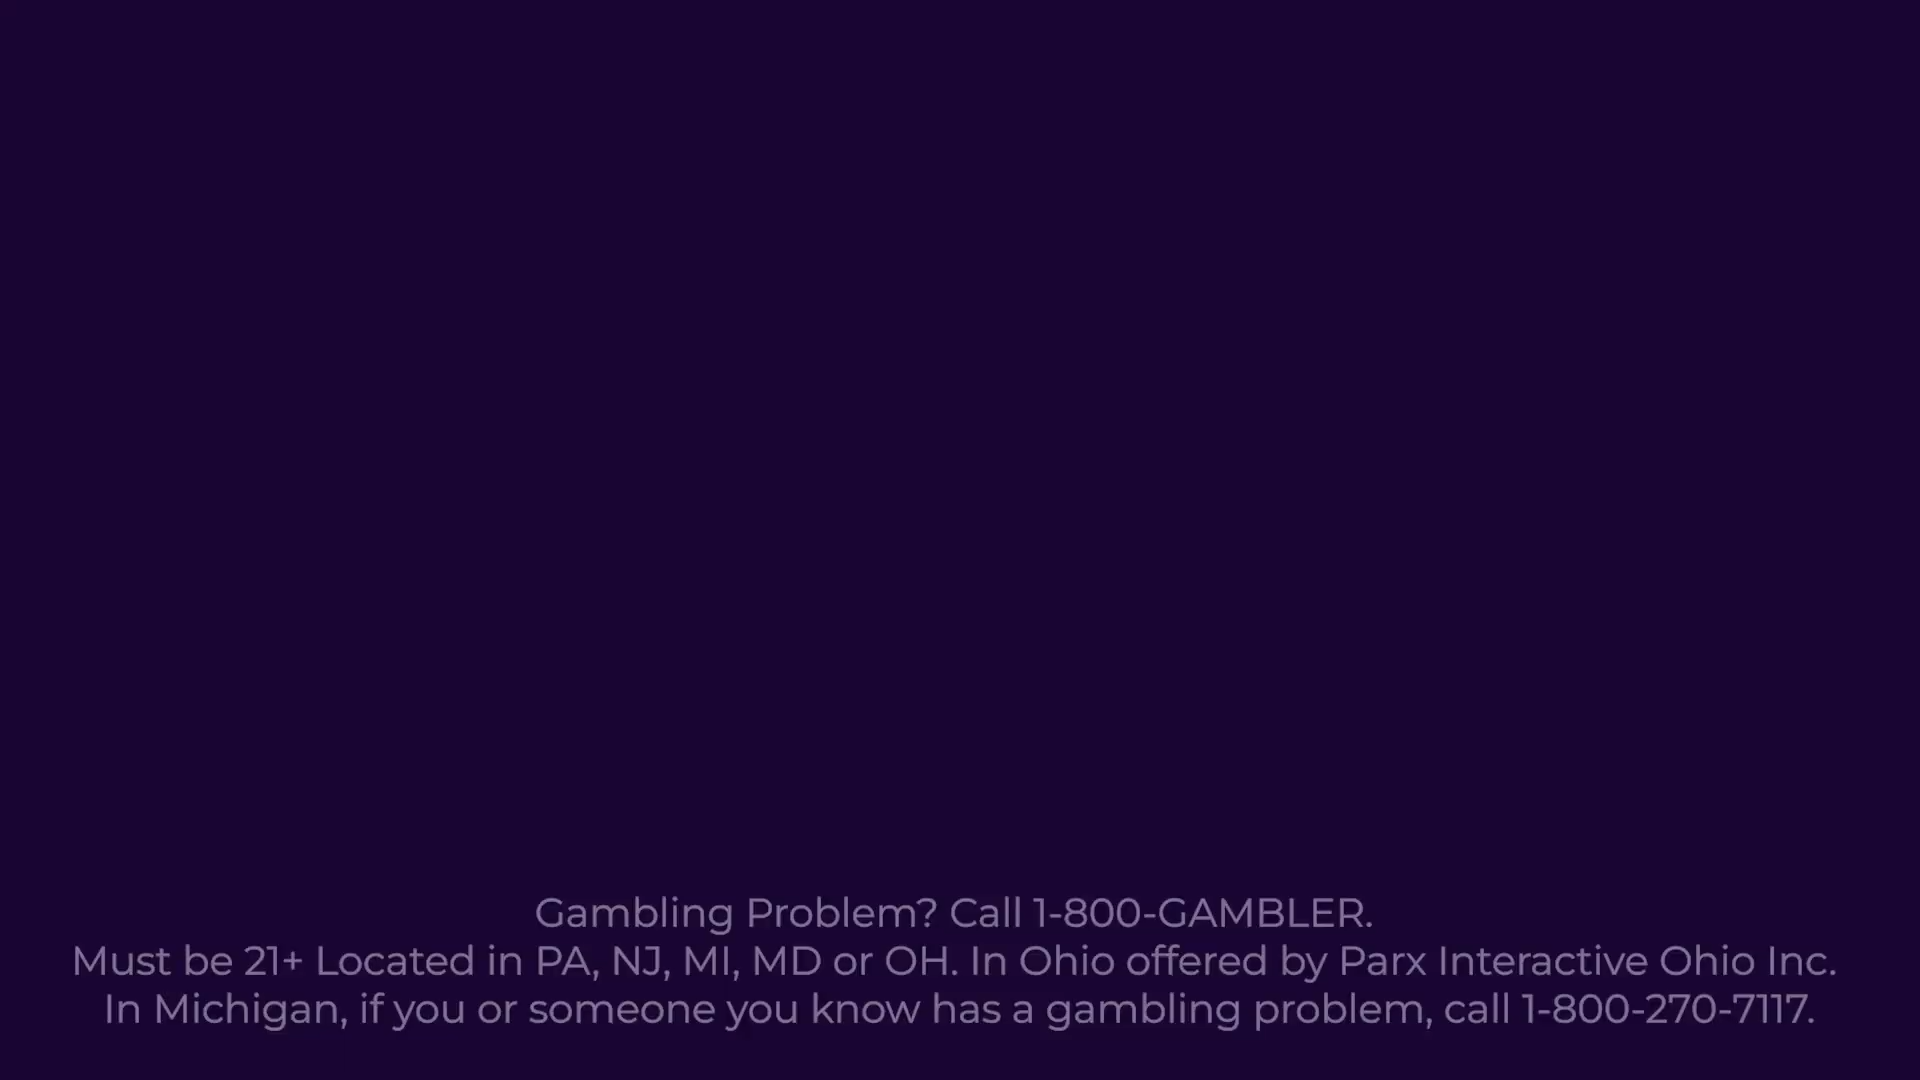 Gambling Problem? Call 1-800-GAMBLER.
Must be 21+ Located in PA, NJ, MI, MD or OH. In Ohio offered by Parx Interactive Ohio Inc.
In Michigan, if you or someone you know has a gambling problem, call 1-800-270-7117.